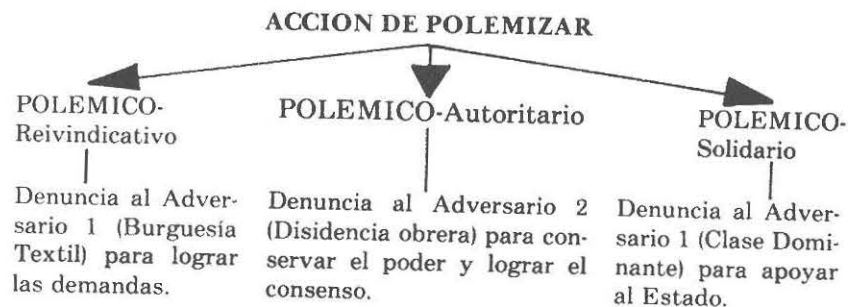 ACCION DE POLEMIZAR
POLEMICO-
Reivindicativo
Denuncia al Adver-
sario 1 (Burguesía
Textil) para lograr
las demandas.
POLEMICO-Autoritario
Denuncia al Adversario 2
(Disidencia obrera) para con-
servar el poder y lograr el
consenso.
POLEMICO-
Solidario
Denuncia al Adver-
sario 1 (Clase Domi-
nante) para apoyar
al Estado.